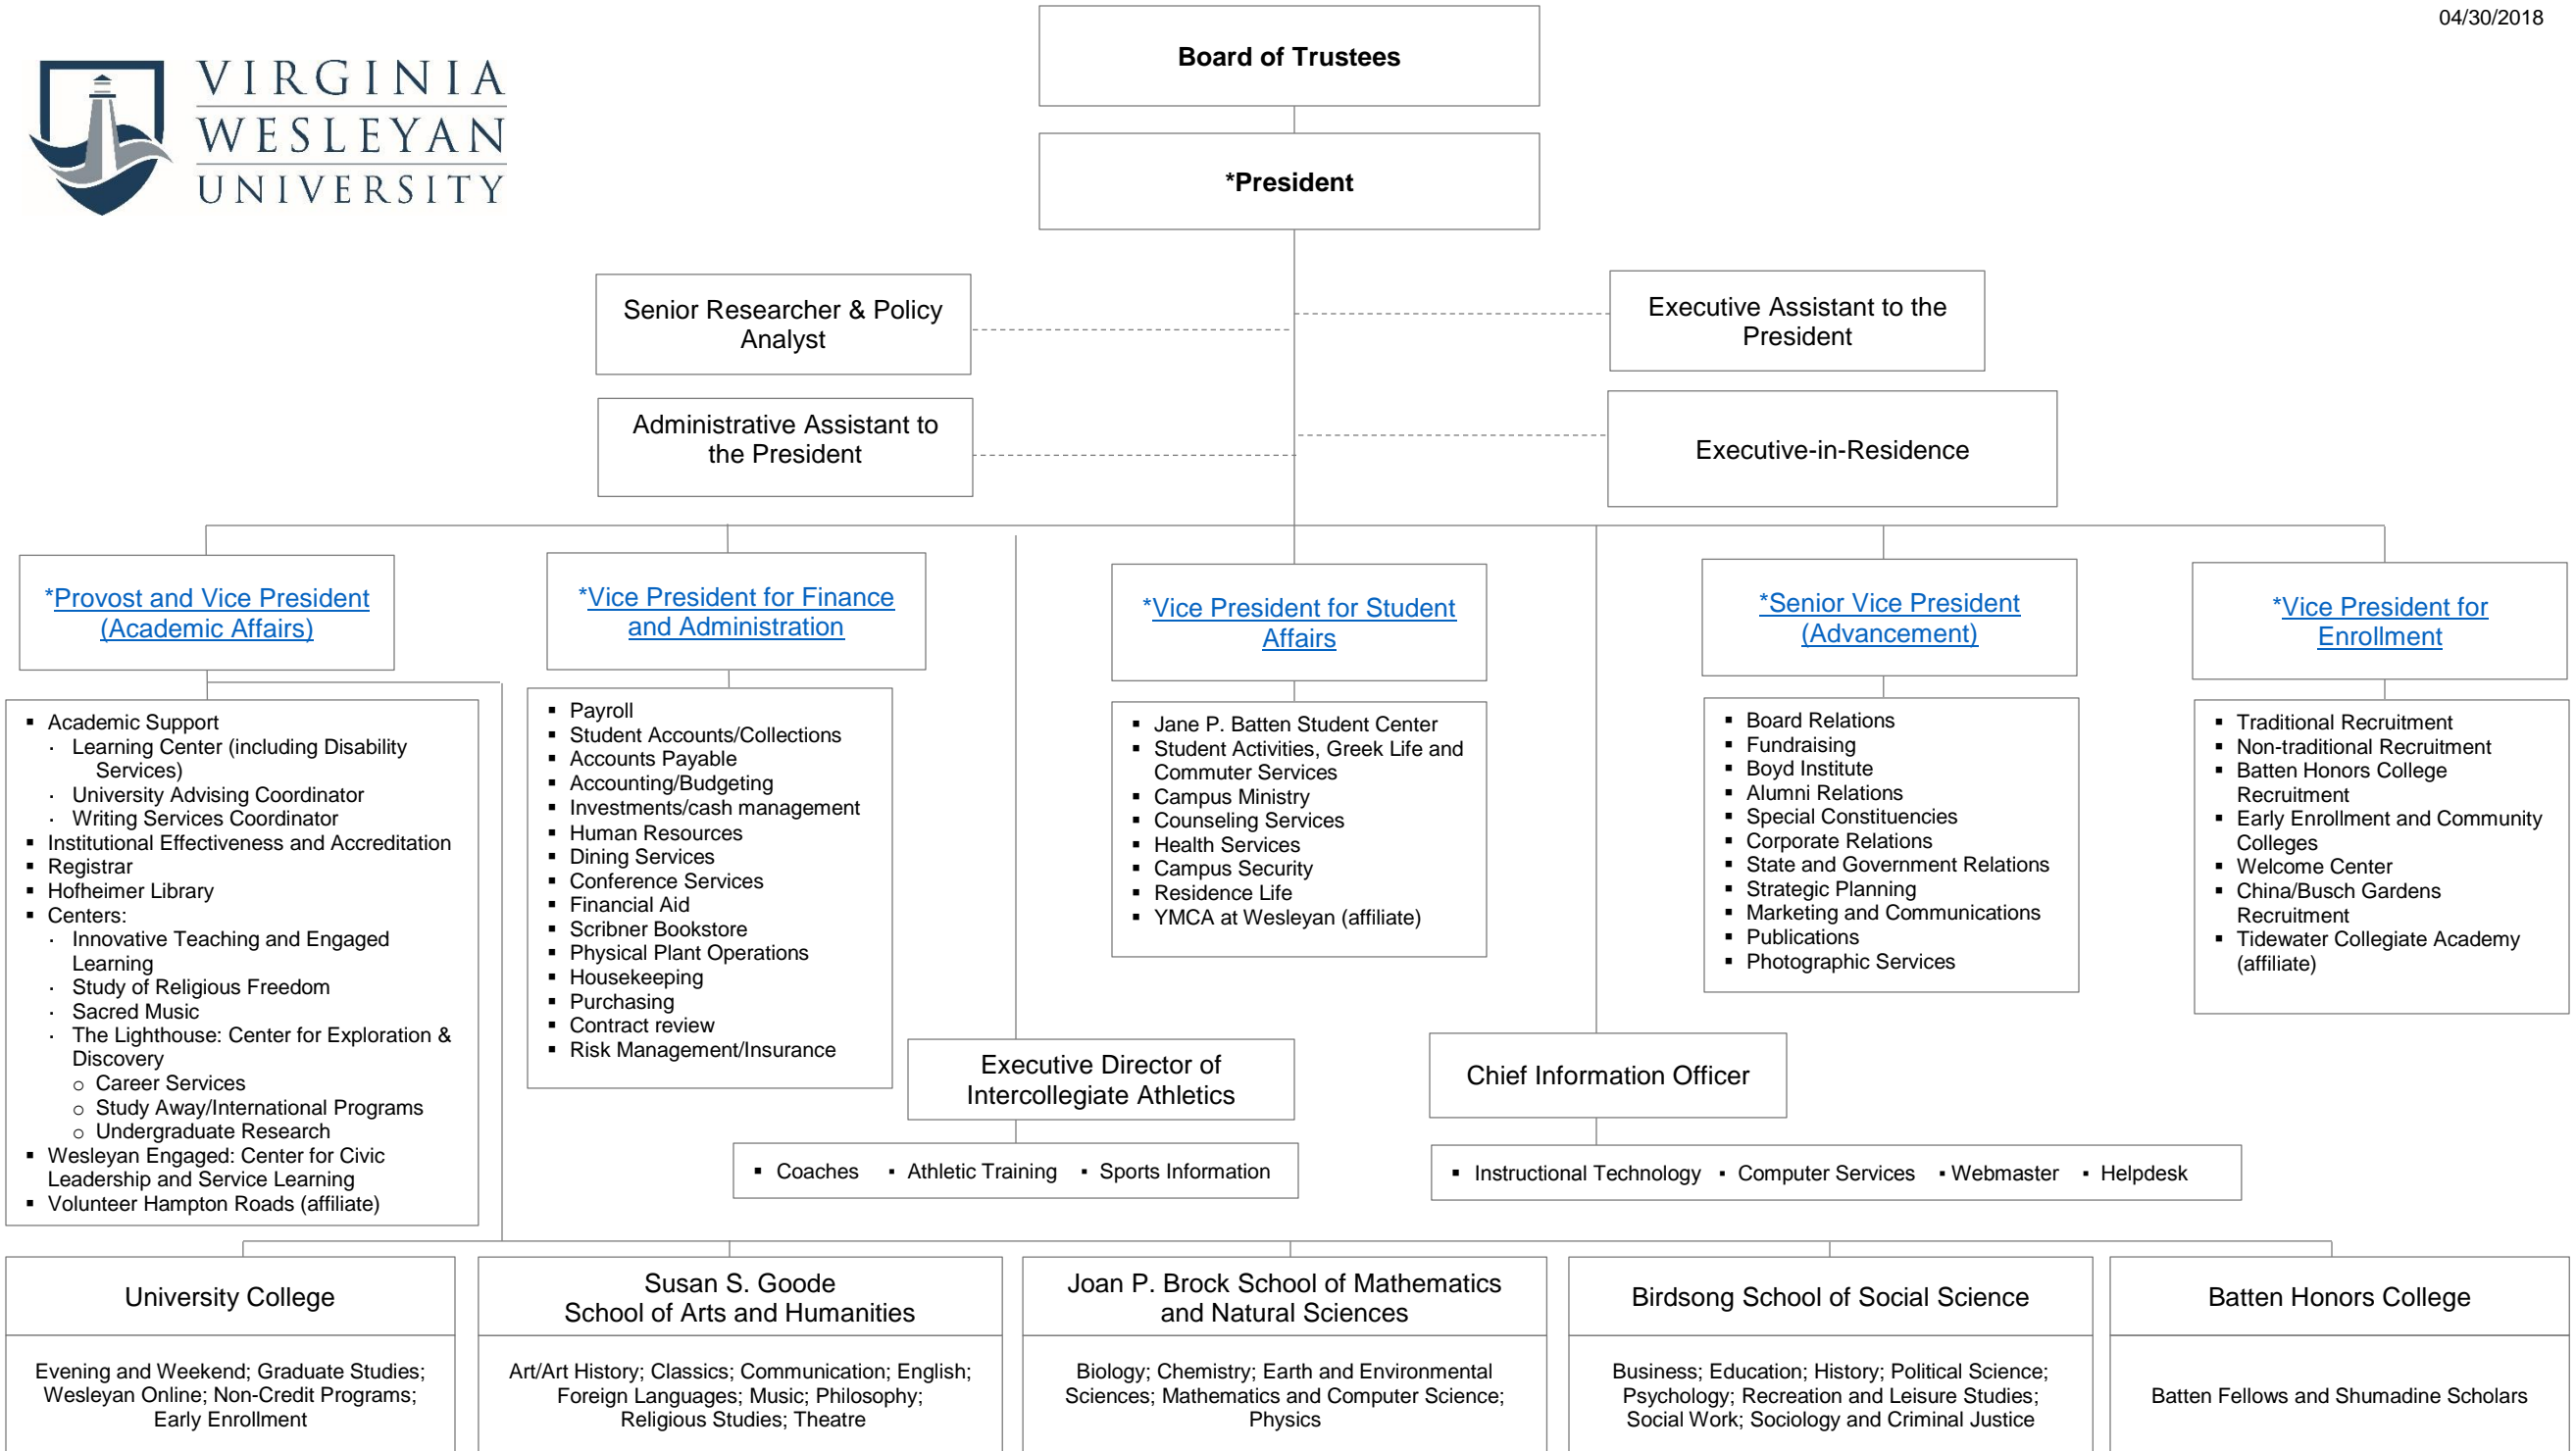 04/30/2018
VIRGINIA
WESLEYAN
UNIVERSITY
Board of Trustees
*President
Senior Researcher & Policy
Analyst
Executive Assistant to the
President
Administrative Assistant to
the President
Executive-in-Residence
*Provost and Vice President
(Academic Affairs)
*Vice President for Finance
and Administration
*Vice President for Student
Affairs
*Senior Vice President
(Advancement)
*Vice President for
Enrollment
▪ Academic Support
· Learning Center (including Disability
Services)
· University Advising Coordinator
· Writing Services Coordinator
▪ Institutional Effectiveness and Accreditation
▪ Registrar
▪ Hofheimer Library
▪ Centers:
· Innovative Teaching and Engaged
Learning
· Study of Religious Freedom
· Sacred Music
· The Lighthouse: Center for Exploration &
Discovery
o Career Services
o Study Away/International Programs
o Undergraduate Research
▪ Wesleyan Engaged: Center for Civic
Leadership and Service Learning
▪ Volunteer Hampton Roads (affiliate)
▪ Payroll
▪ Student Accounts/Collections
▪ Accounts Payable
▪ Accounting/Budgeting
▪ Investments/cash management
▪ Human Resources
▪ Dining Services
▪ Conference Services
▪ Financial Aid
▪ Scribner Bookstore
▪ Physical Plant Operations
▪ Housekeeping
▪ Purchasing
▪ Contract review
▪ Risk Management/Insurance
▪ Jane P. Batten Student Center
▪ Student Activities, Greek Life and
Commuter Services
▪ Campus Ministry
▪ Counseling Services
▪ Health Services
▪ Campus Security
▪ Residence Life
▪ YMCA at Wesleyan (affiliate)
▪ Board Relations
▪ Fundraising
▪ Boyd Institute
▪ Alumni Relations
▪ Special Constituencies
▪ Corporate Relations
▪ State and Government Relations
▪ Strategic Planning
▪ Marketing and Communications
▪ Publications
▪ Photographic Services
▪ Traditional Recruitment
▪ Non-traditional Recruitment
▪ Batten Honors College
Recruitment
▪ Early Enrollment and Community
Colleges
▪ Welcome Center
▪ China/Busch Gardens
Recruitment
▪ Tidewater Collegiate Academy
(affiliate)
Executive Director of
Intercollegiate Athletics
Chief Information Officer
▪ Coaches ▪ Athletic Training ▪ Sports Information
▪ Instructional Technology ▪ Computer Services ▪ Webmaster ▪ Helpdesk
University College
Evening and Weekend; Graduate Studies;
Wesleyan Online; Non-Credit Programs;
Early Enrollment
Susan S. Goode
School of Arts and Humanities
Art/Art History; Classics; Communication; English;
Foreign Languages; Music; Philosophy;
Religious Studies; Theatre
Joan P. Brock School of Mathematics
and Natural Sciences
Biology; Chemistry; Earth and Environmental
Sciences; Mathematics and Computer Science;
Physics
Birdsong School of Social Science
Business; Education; History; Political Science;
Psychology; Recreation and Leisure Studies;
Social Work; Sociology and Criminal Justice
Batten Honors College
Batten Fellows and Shumadine Scholars